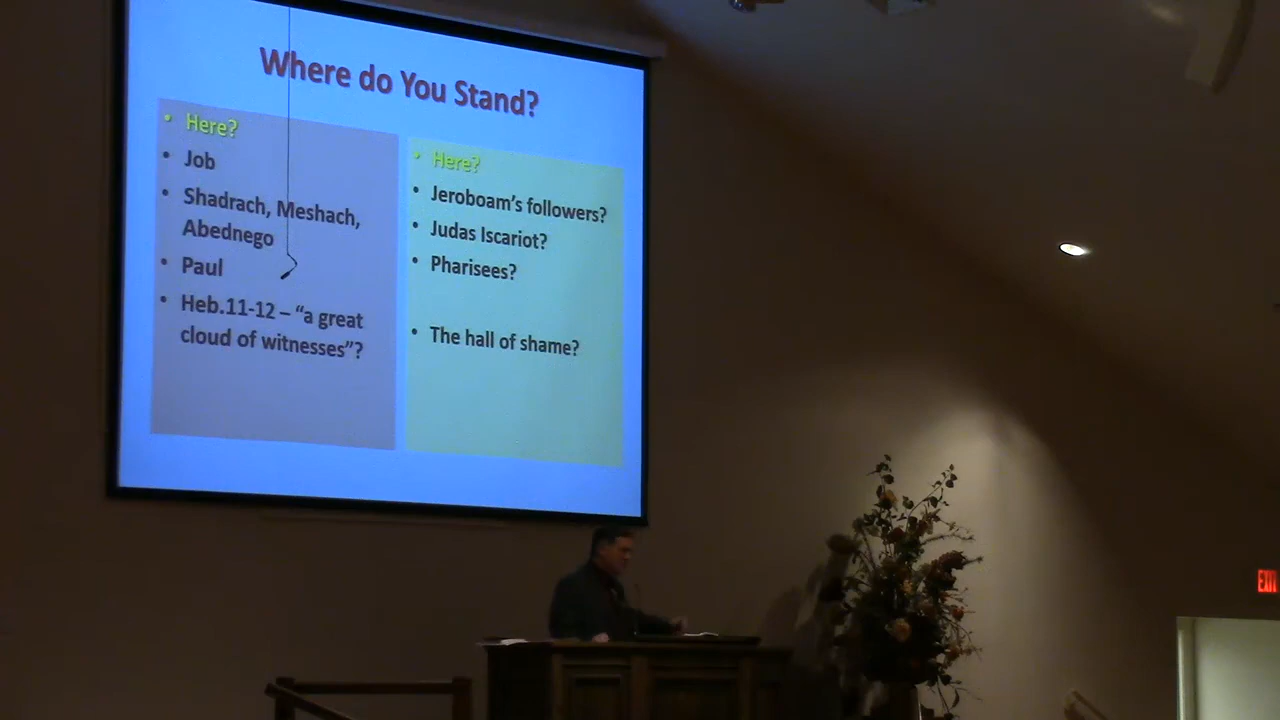 Where do You Stand?
• Here?
• Job
• Shadrach, Meshach,
Abednego
• Paul
• Heb.11-12 – “a great
cloud of witnesses”?
• Here?
• Jeroboam’s followers?
• Judas Iscariot?
• Pharisees?
• The hall of shame?
EXIT